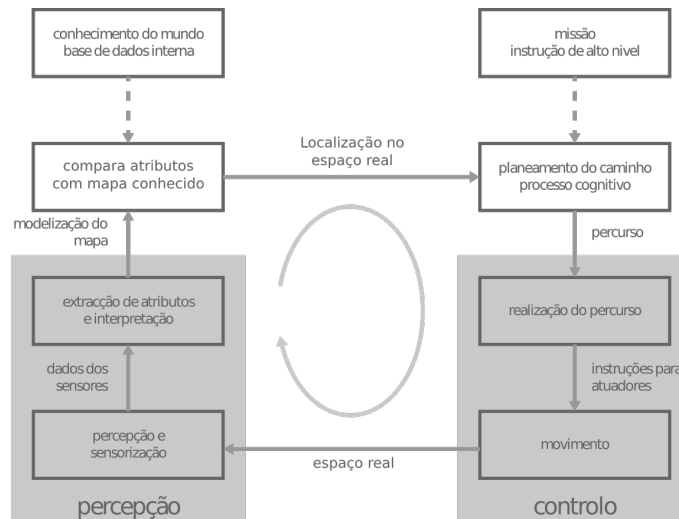 conhecimento do mundo
base de dados interna
missão
instrução de alto nivel
Localização no
espaço real
compara atributos
com mapa conhecido
planeamento do caminho
processo cognitivo
modelização do
mapa
percurso
extracção de atributos
e interpretação
realização do percurso
dados dos
sensores
instruções para
atuadores
percepção e
sensorização
movimento
espaço real
percepção
controlo